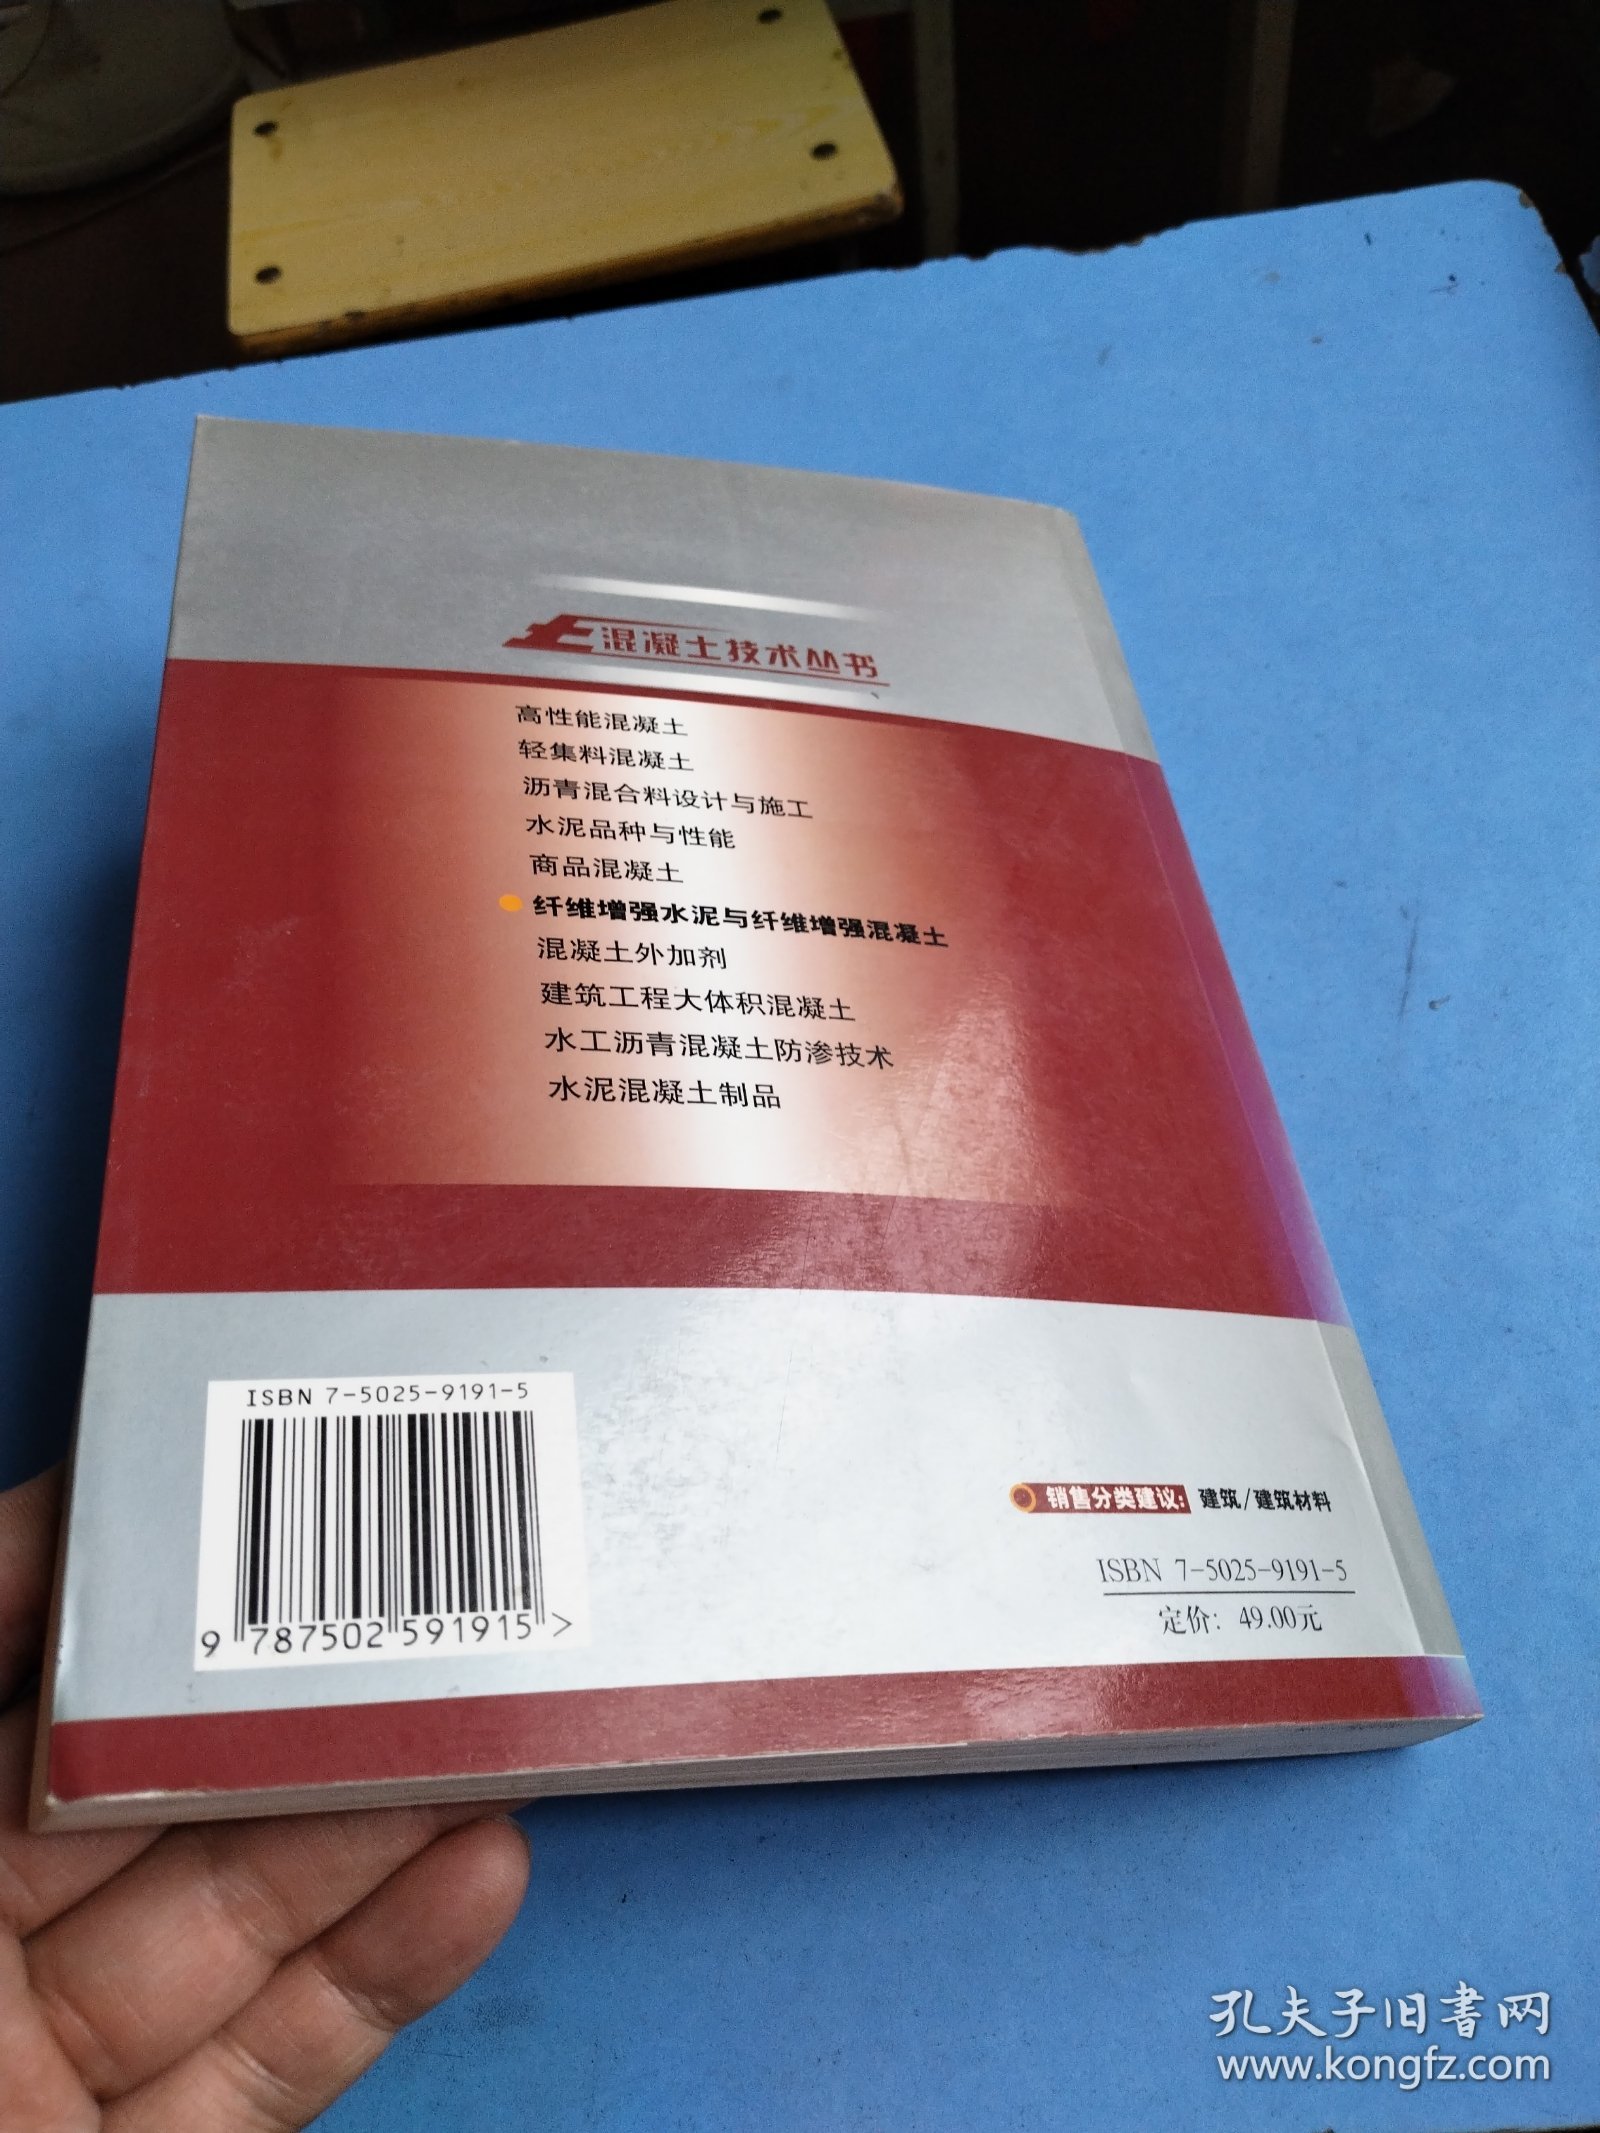 混凝土技术丛书
高性能混凝土
轻集料混凝土
沥青混合料设计与施工
水泥品种与性能
商品混凝土
纤维增强水泥与纤维增强混凝土
混凝土外加剂
建筑工程大体积混凝土
水工沥青混凝土防渗技术
水泥混凝土制品
ISBN 7-5025-9191-5
9 787502 591915 >
销售分类建议：建筑/建筑材料
ISBN 7-5025-9191-5
定价：49.00元
孔夫子旧书网
www.kongfz.com